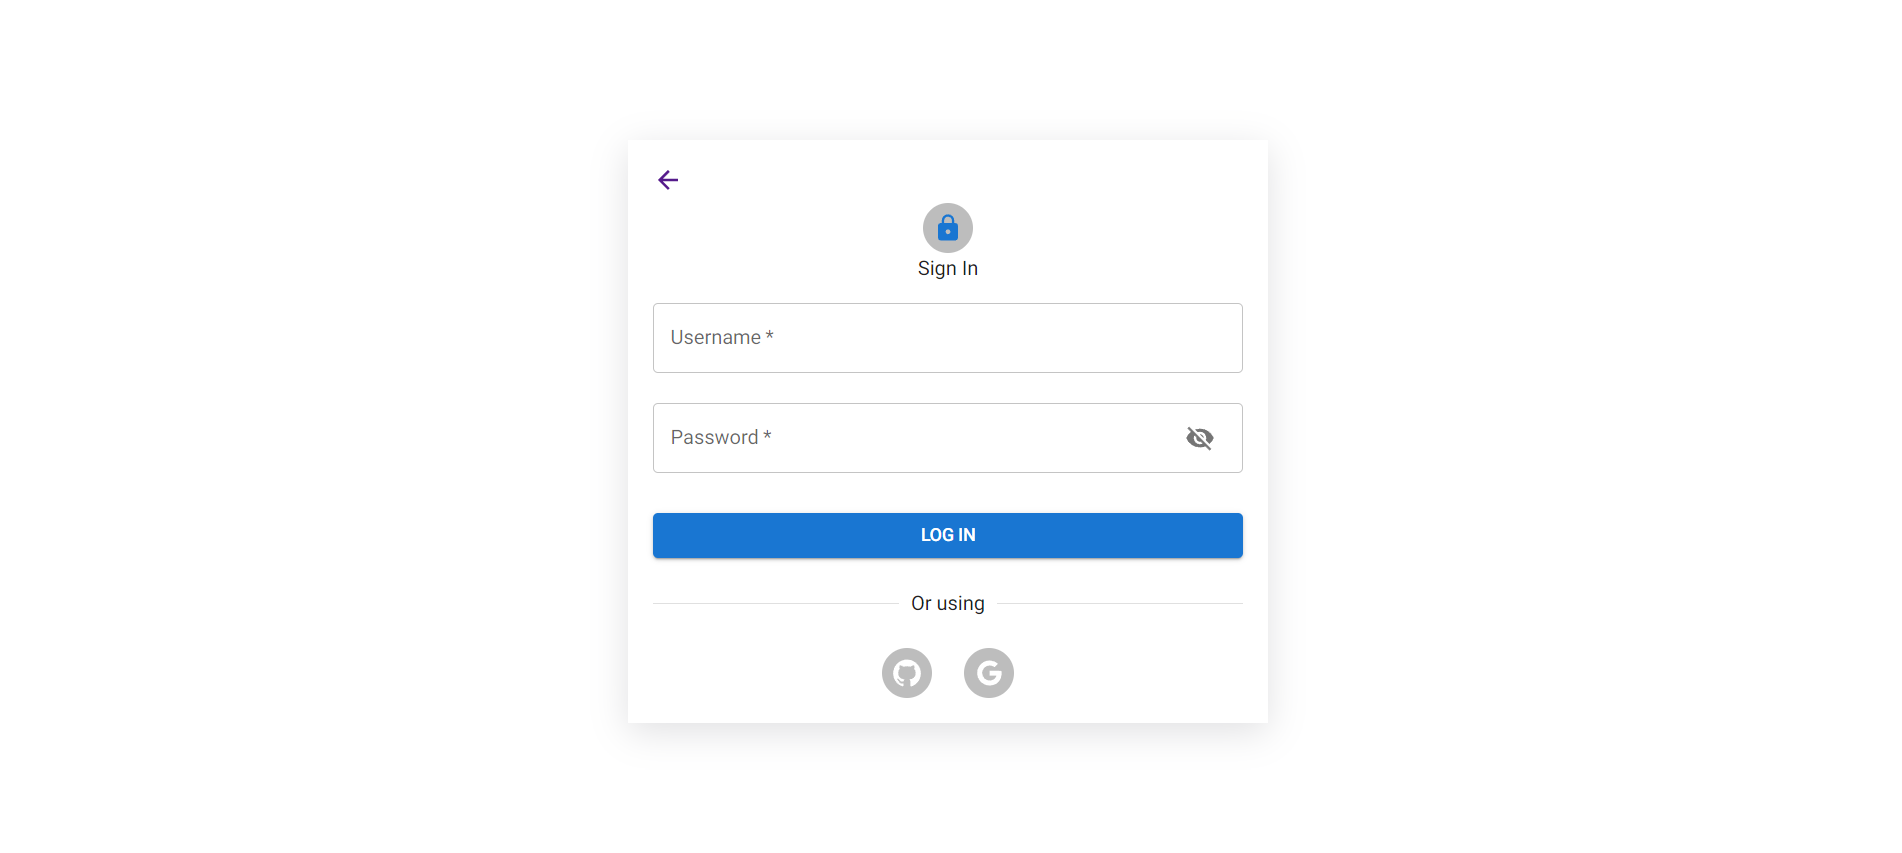 Sign In
Username *
Password *
LOG IN
Or using